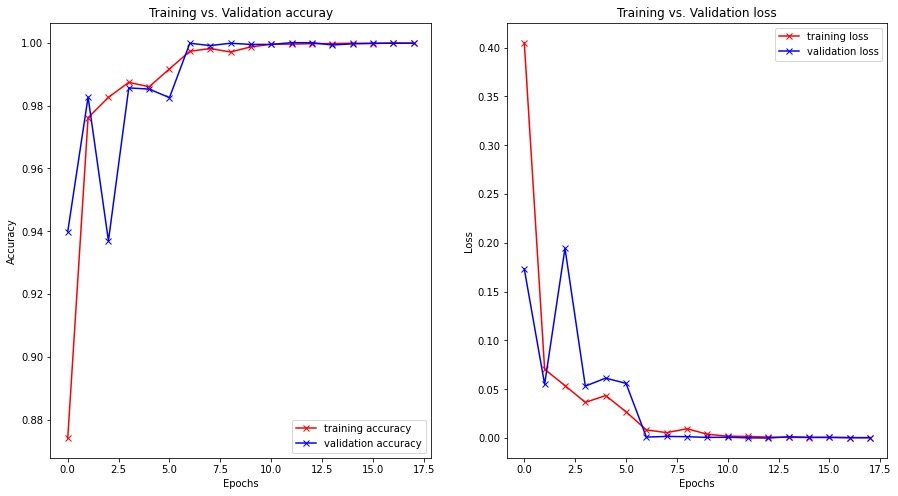 Training vs. Validation accuray
1.00
0.98
0.96
0.94
0.92
0.90
0.88
Accuracy
training accuracy
validation accuracy
0.0 2.5 5.0 7.5 10.0 12.5 15.0 17.5
Epochs
Training vs. Validation loss
training loss
validation loss
0.40
0.35
0.30
0.25
0.20
0.15
0.10
0.05
0.00
Loss
0.0 2.5 5.0 7.5 10.0 12.5 15.0 17.5
Epochs